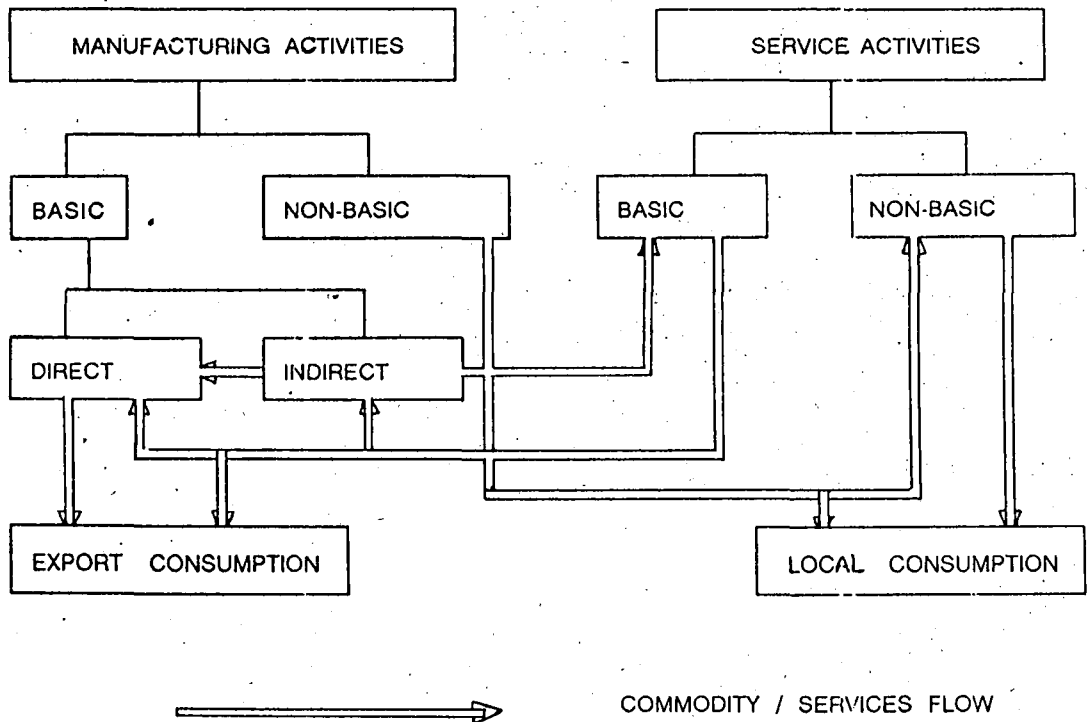 MANUFACTURING ACTIVITIES
SERVICE ACTIVITIES
BASIC
NON-BASIC
BASIC
NON-BASIC
DIRECT
INDIRECT
EXPORT CONSUMPTION
LOCAL CONSUMPTION
COMMODITY / SERVICES FLOW